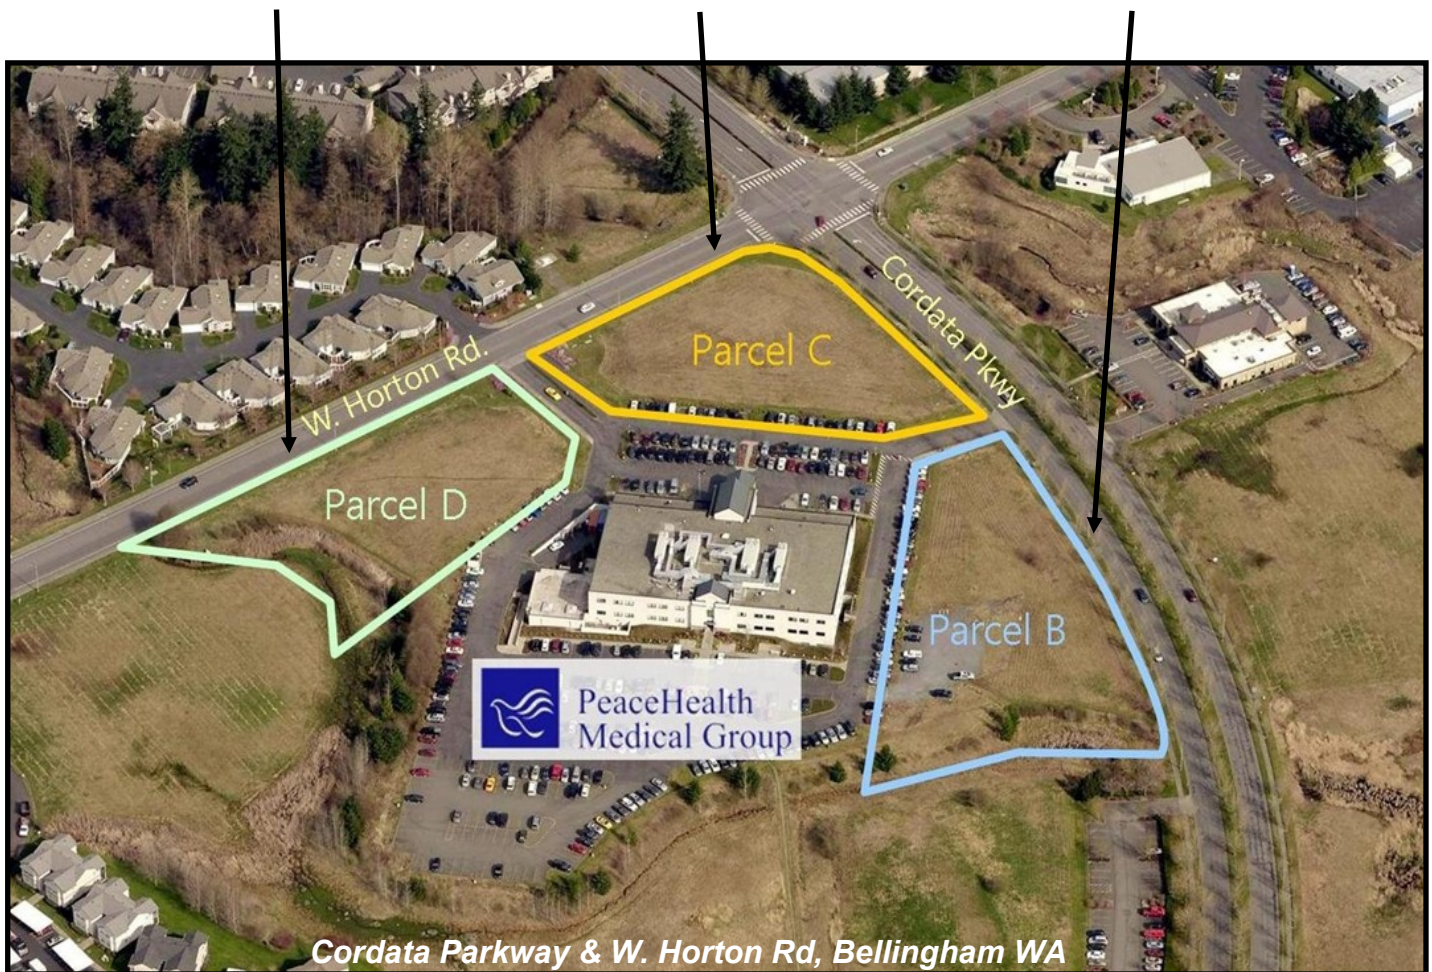 Cordata Pkwy
Parcel C
W. Horton Rd.
Parcel D
Parcel B
PeaceHealth
Medical Group
Cordata Parkway & W. Horton Rd, Bellingham WA